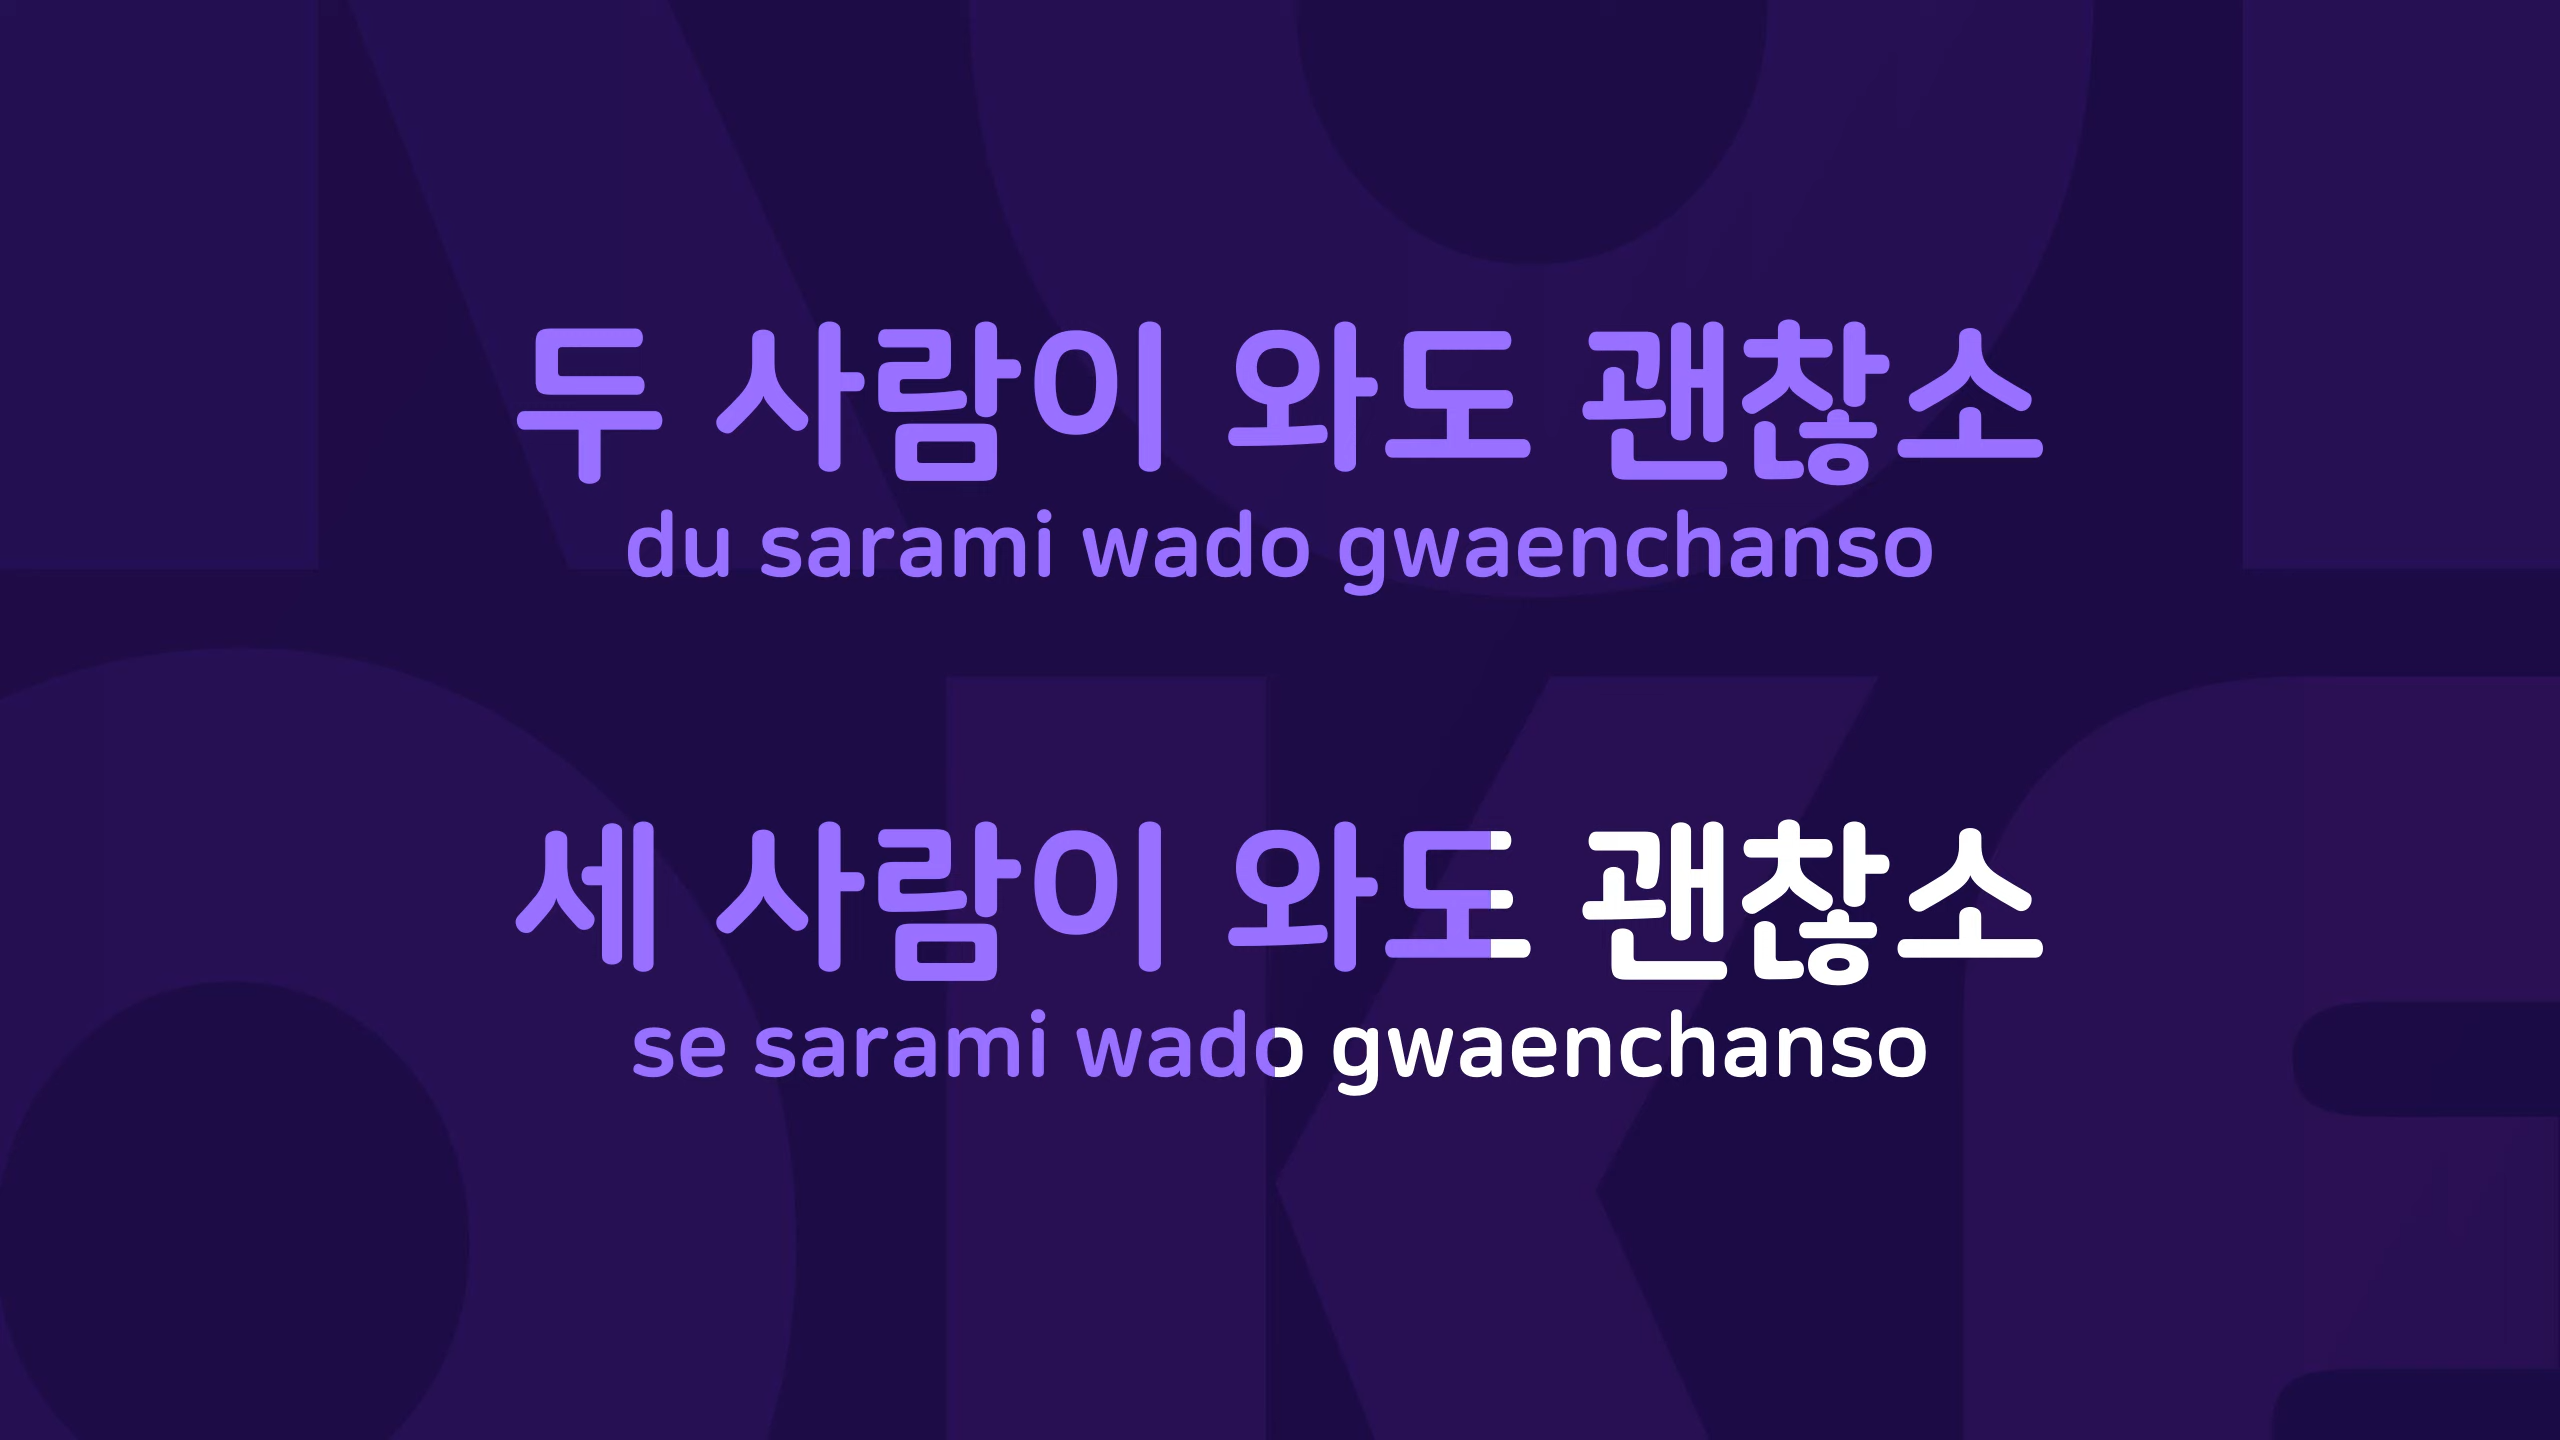 두 사람이 와도 괜찮소
du sarami wado gwaenchanso
세 사람이 와도 괜찮소
se sarami wado gwaenchanso